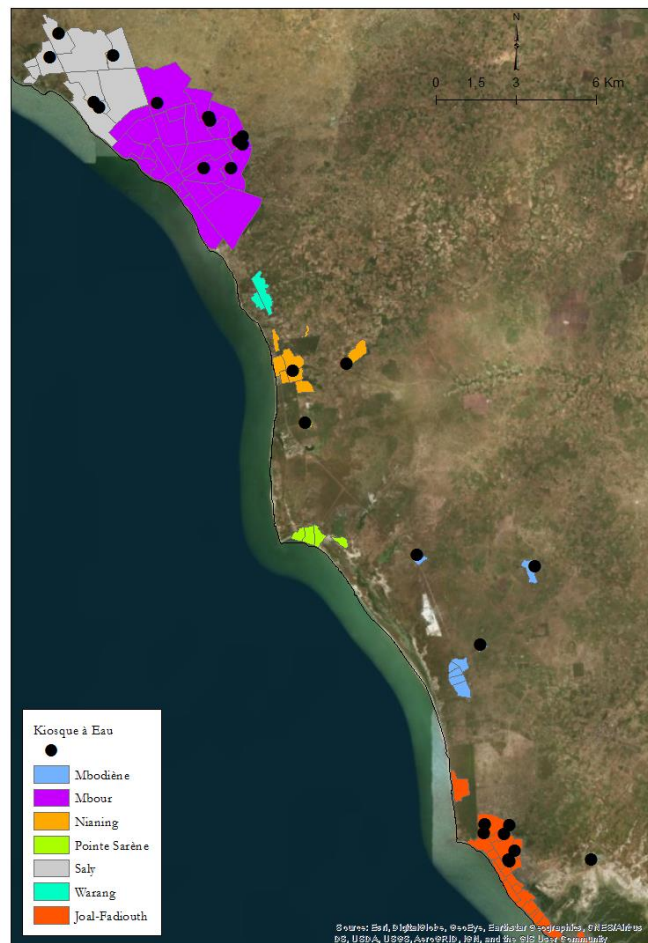 N
0 1,5 3 6 Km
Kiosque à Eau
Mbodiène
Mbour
Nianing
Pointe Sarène
Saly
Warang
Joal-Fadiouth
Source: Esri, DigitalGlobe, GeoEye, Earthstar Geographics, CNES/Airbus
DS, USDA, USGS, AeroGRID, IGN, and the GIS User Community